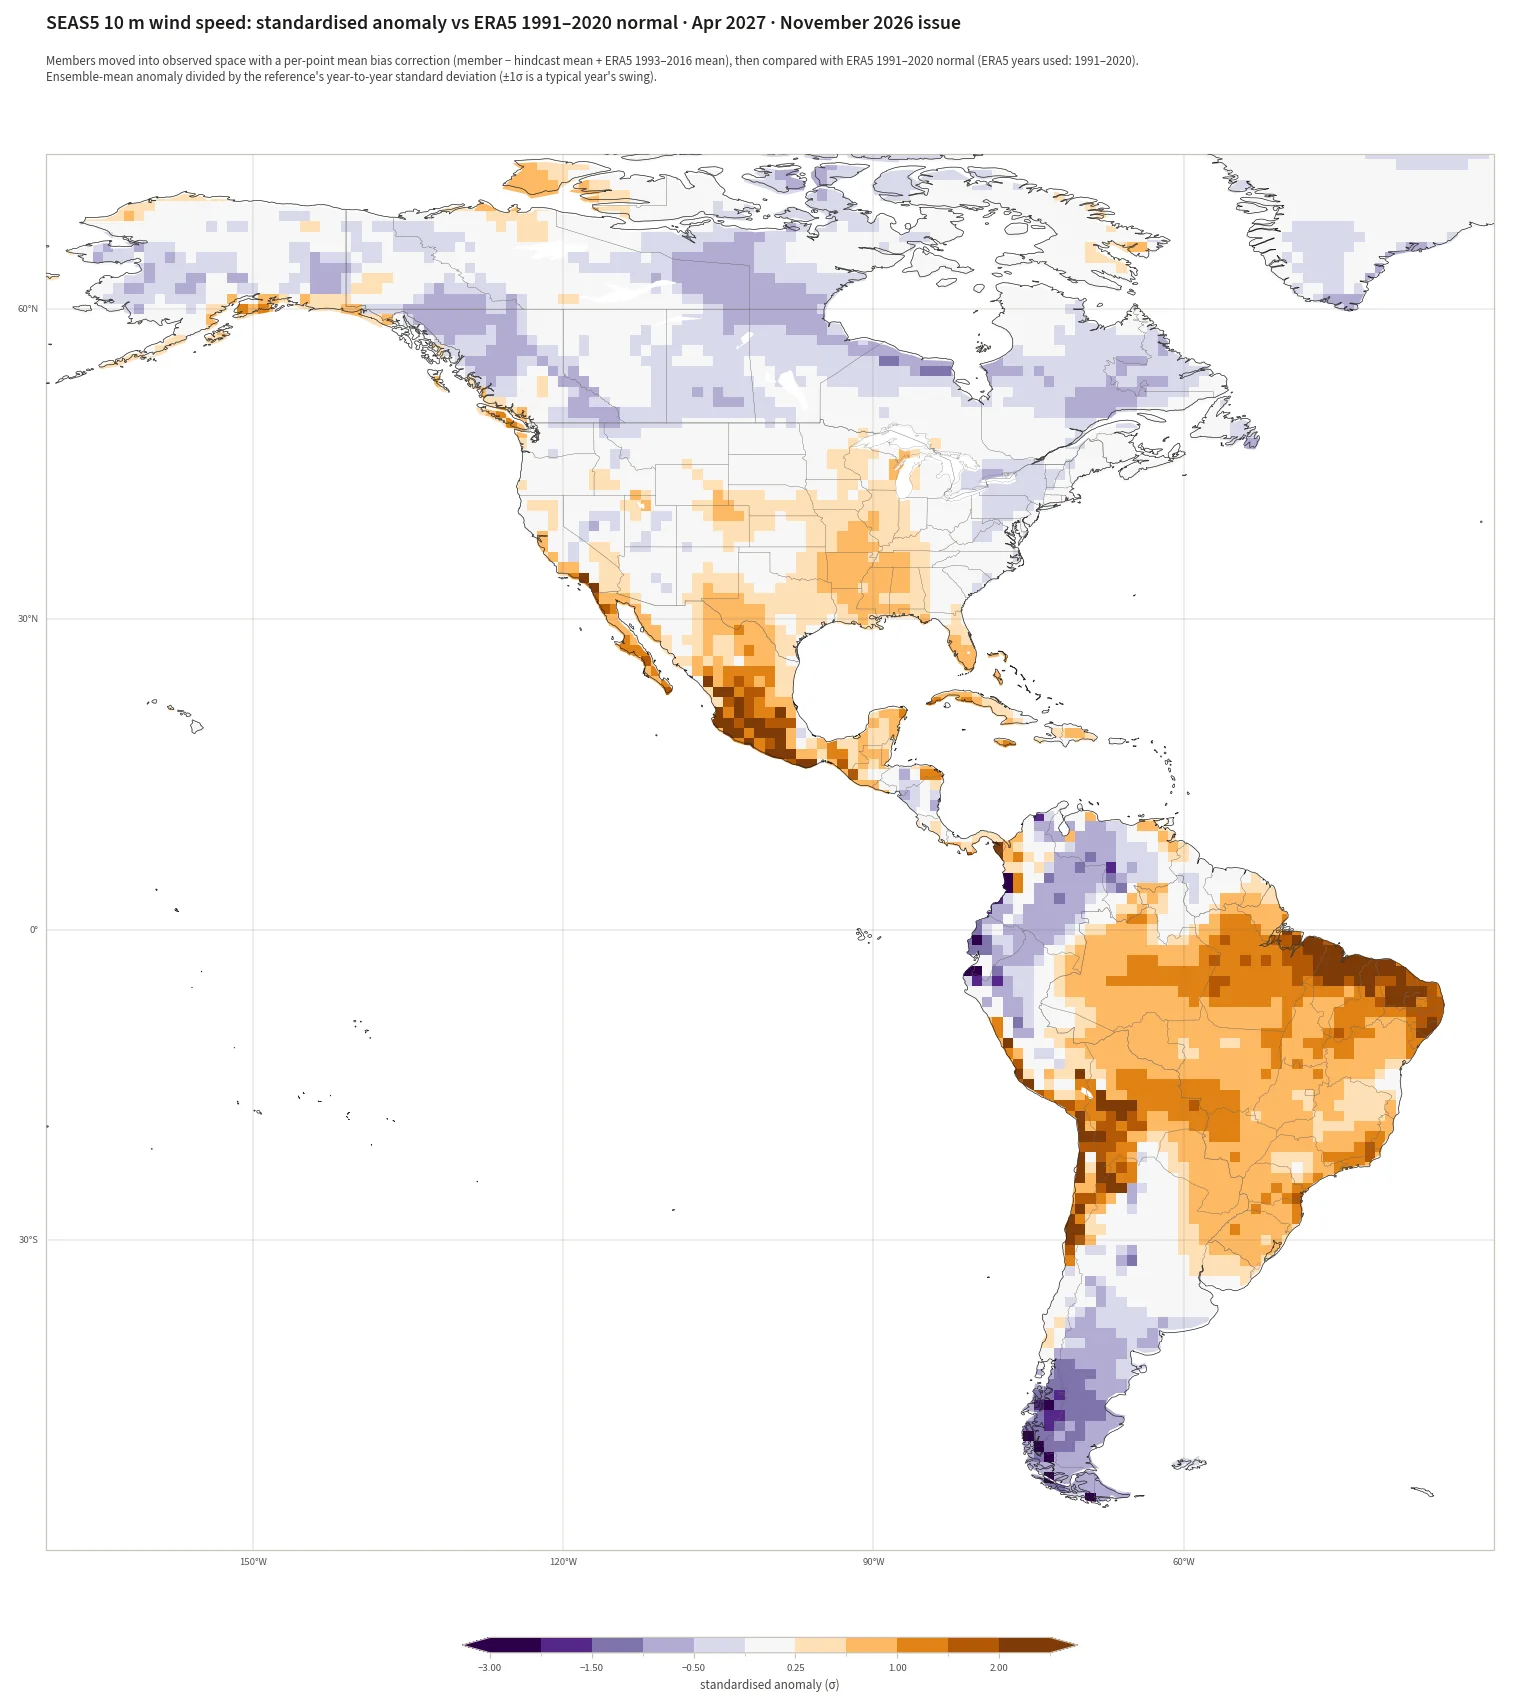 SEAS5 10 m wind speed: standardised anomaly vs ERA5 1991–2020 normal · Apr 2027 · November 2026 issue
Members moved into observed space with a per-point mean bias correction (member − hindcast mean + ERA5 1993–2016 mean), then compared with ERA5 1991–2020 normal (ERA5 years used: 1991–2020).
Ensemble-mean anomaly divided by the reference's year-to-year standard deviation (±1σ is a typical year's swing).
60°N
30°N
0°
30°S
150°W 120°W 90°W 60°W
−3.00 −1.50 −0.50 0.25 1.00 2.00
standardised anomaly (σ)